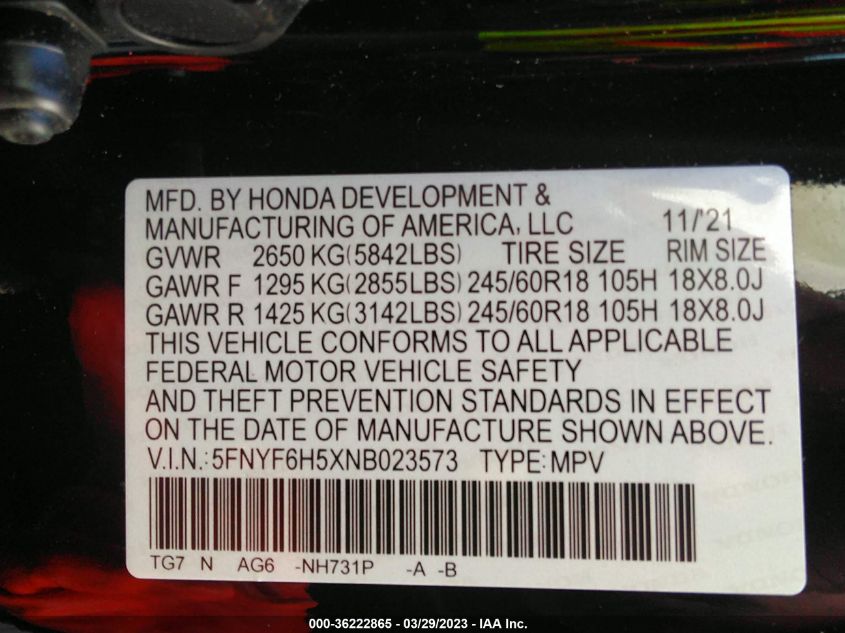 MFD. BY HONDA DEVELOPMENT &
MANUFACTURING OF AMERICA, LLC 11/'21
GVWR 2650 KG(5842LBS) TIRE SIZE RIM SIZE
GAWR F 1295 KG(2855LBS) 245/60R18 105H 18X8.0J
GAWR R 1425 KG(3142LBS) 245/60R18 105H 18X8.0J
THIS VEHICLE CONFORMS TO ALL APPLICABLE
FEDERAL MOTOR VEHICLE SAFETY
AND THEFT PREVENTION STANDARDS IN EFFECT
ON THE DATE OF MANUFACTURE SHOWN ABOVE.
V.I.N.: 5FNYF6H5XNB023573 TYPE: MPV
TG7 N AG6 -NH731P -A -B
000-36222865 - 03/29/2023 - IAA Inc.